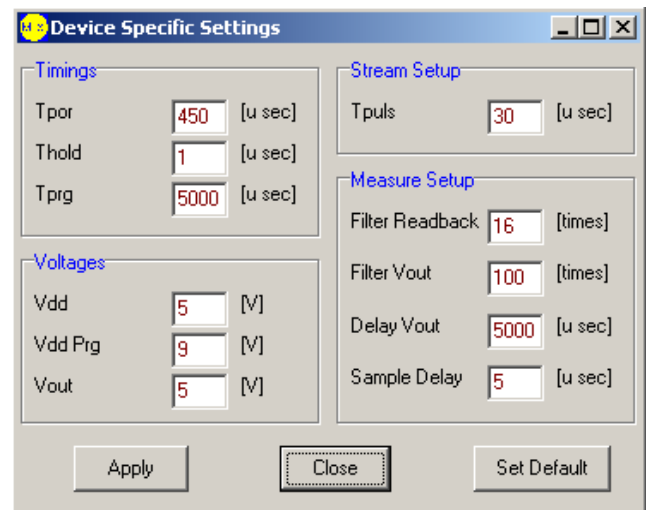 Device Specific Settings
Timings
Tpor 450 [u sec]
Thold 1 [u sec]
Tprg 5000 [u sec]
Voltages
Vdd 5 [V]
Vdd Prg 9 [V]
Vout 5 [V]
Stream Setup
Tpuls 30 [u sec]
Measure Setup
Filter Readback 16 [times]
Filter Vout 100 [times]
Delay Vout 5000 [u sec]
Sample Delay 5 [u sec]
Apply Close Set Default